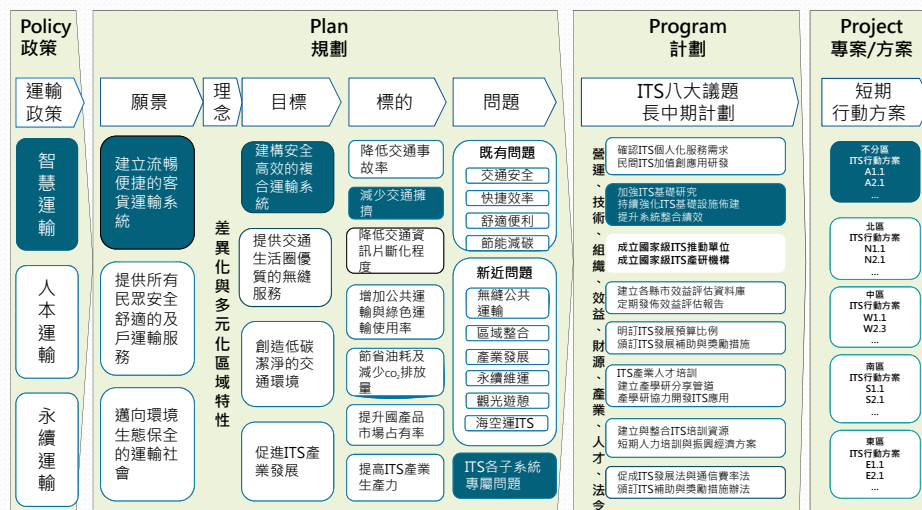 Policy
政策
Plan
規劃
Program
計劃
Project
專案/方案
運輸
政策
願景
理
念
目標
標的
問題
ITS八大議題
長中期計劃
短期
行動方案
智
慧
運
輸
人
本
運
輸
永
續
運
輸
建立流暢
便捷的客
貨運輸系
統
提供所有
民眾安全
舒適的及
戶運輸服
務
邁向環境
生態保全
的運輸社
會
差
異
化
與
多
元
化
區
域
特
性
建構安全
高效的複
合運輸系
統
提供交通
生活圈優
質的無縫
服務
創造低碳
潔淨的交
通環境
促進ITS產
業發展
降低交通事
故率
減少交通擁
擠
降低交通資
訊片斷化程
度
增加公共運
輸與綠色運
輸使用率
節省油耗及
減少co₂排放
量
提升國產品
市場占有率
提高ITS產業
生產力
既有問題
交通安全
快捷效率
舒適便利
節能減碳
新近問題
無縫公共
運輸
區域整合
產業發展
永續維運
觀光遊憩
海空運ITS
ITS各子系統
專屬問題
營
運
、
技
術
、
組
織
、
效
益
、
財
源
、
產
業
、
人
才
、
法
令
確認ITS個人化服務需求
民間ITS加值創應用研發
加強ITS基礎研究
持續強化ITS基礎設施佈建
提升系統整合績效
成立國家級ITS推動單位
成立國家級ITS產研機構
建立各縣市效益評估資料庫
定期發佈效益評估報告
明訂ITS發展預算比例
頒訂ITS發展補助與獎勵措施
ITS產業人才培訓
建立產學研分享管道
產學研協力開發ITS應用
建立與整合ITS培訓資源
短期人力培訓與振興經濟方案
促成ITS發展法與通信費率法
頒訂ITS補助與獎勵措施辦法
不分區
ITS行動方案
A1.1
A2.1
...
北區
ITS行動方案
N1.1
N2.1
...
中區
ITS行動方案
W1.1
W2.3
...
南區
ITS行動方案
S1.1
S2.1
...
東區
ITS行動方案
E1.1
E2.1
...